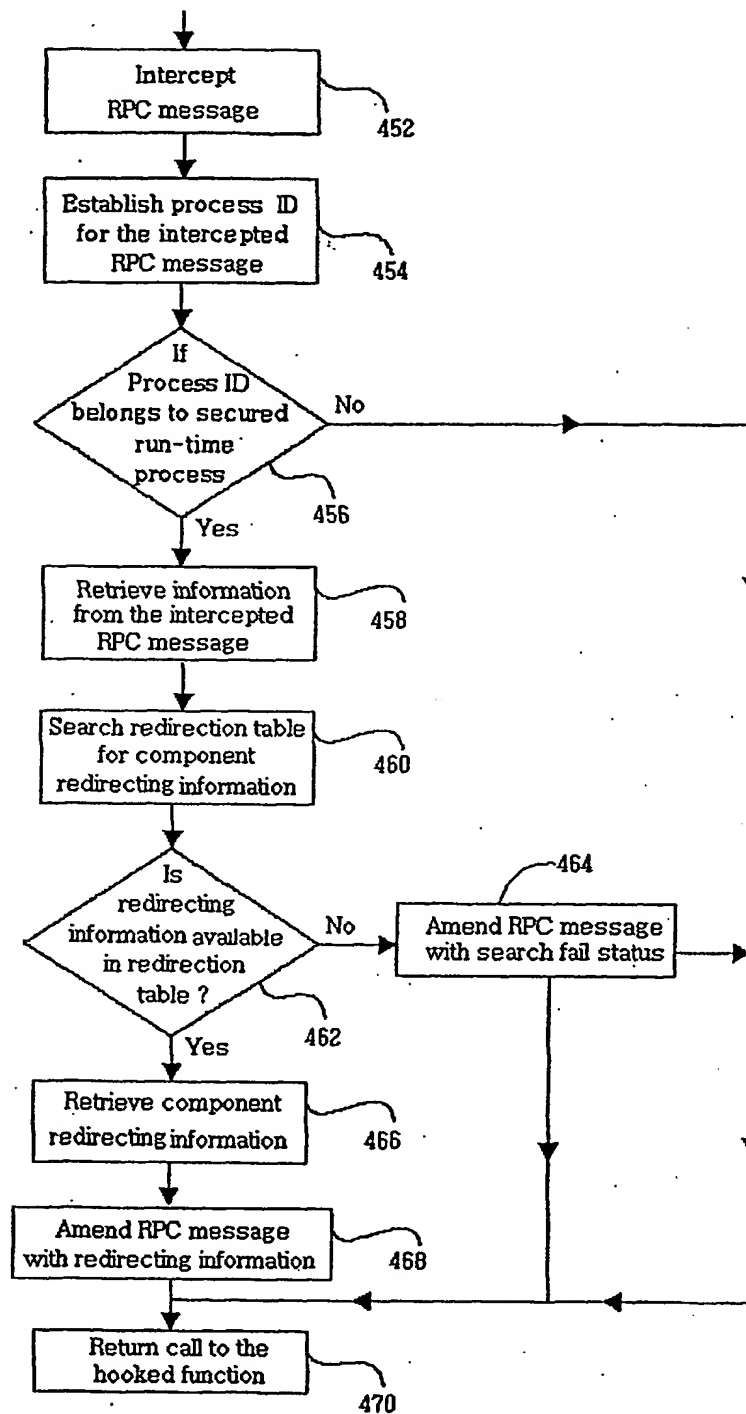 Intercept
RPC message
452
Establish process ID
for the intercepted
RPC message
454
If
Process ID
belongs to secured
run-time
process
No
456
Yes
Retrieve information
from the intercepted
RPC message
458
Search redirection table
for component
redirecting information
460
Is
redirecting
information available
in redirection
table ?
No
464
Amend RPC message
with search fail status
462
Yes
Retrieve component
redirecting information
466
Amend RPC message
with redirecting information
468
Return call to the
hooked function
470